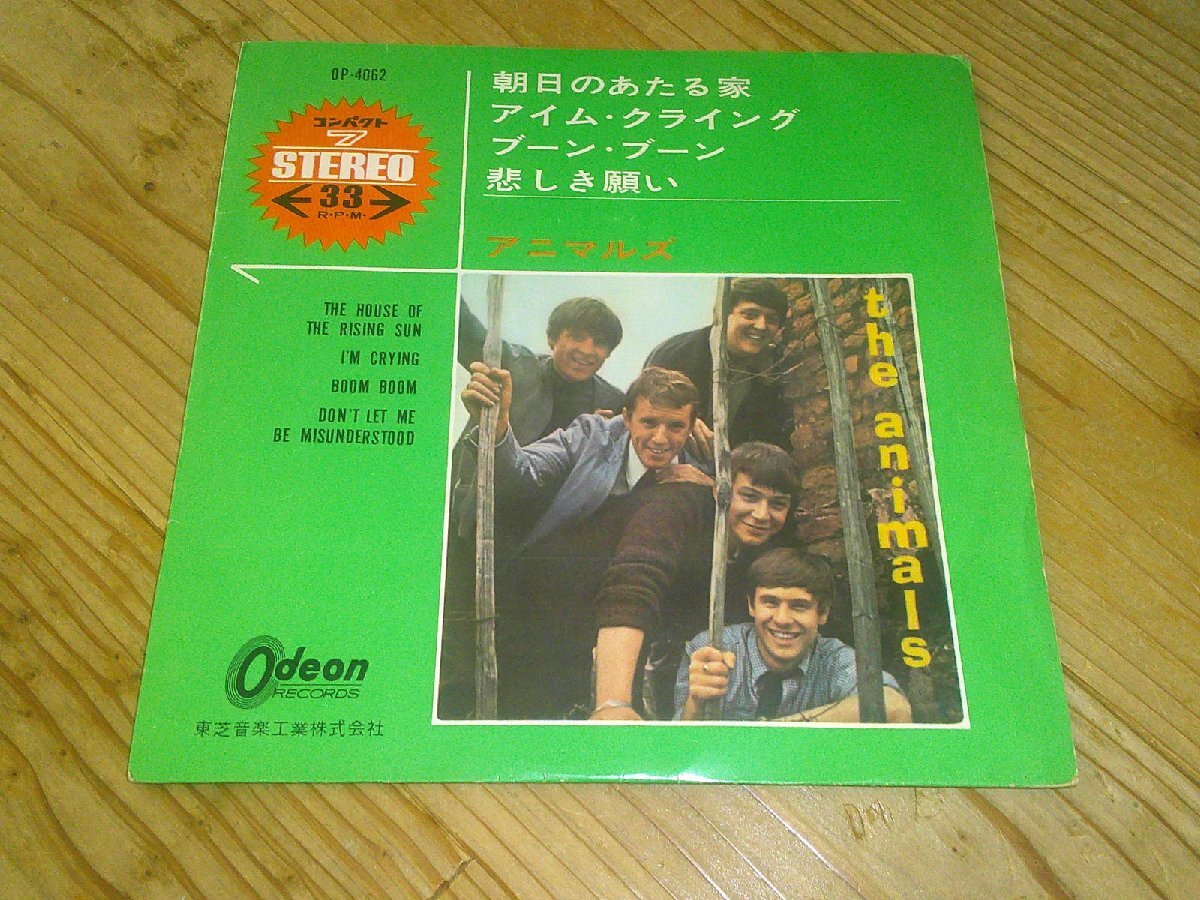 OP-4062
コンパクト
7
STEREO
33
R・P・M・
朝日のあたる家
アイム・クライング
ブーン・ブーン
悲しき願い
アニマルズ
THE HOUSE OF
THE RISING SUN
I'M CRYING
BOOM BOOM
DON'T LET ME
BE MISUNDERSTOOD
the animals
Odeon
RECORDS
東芝音楽工業株式会社